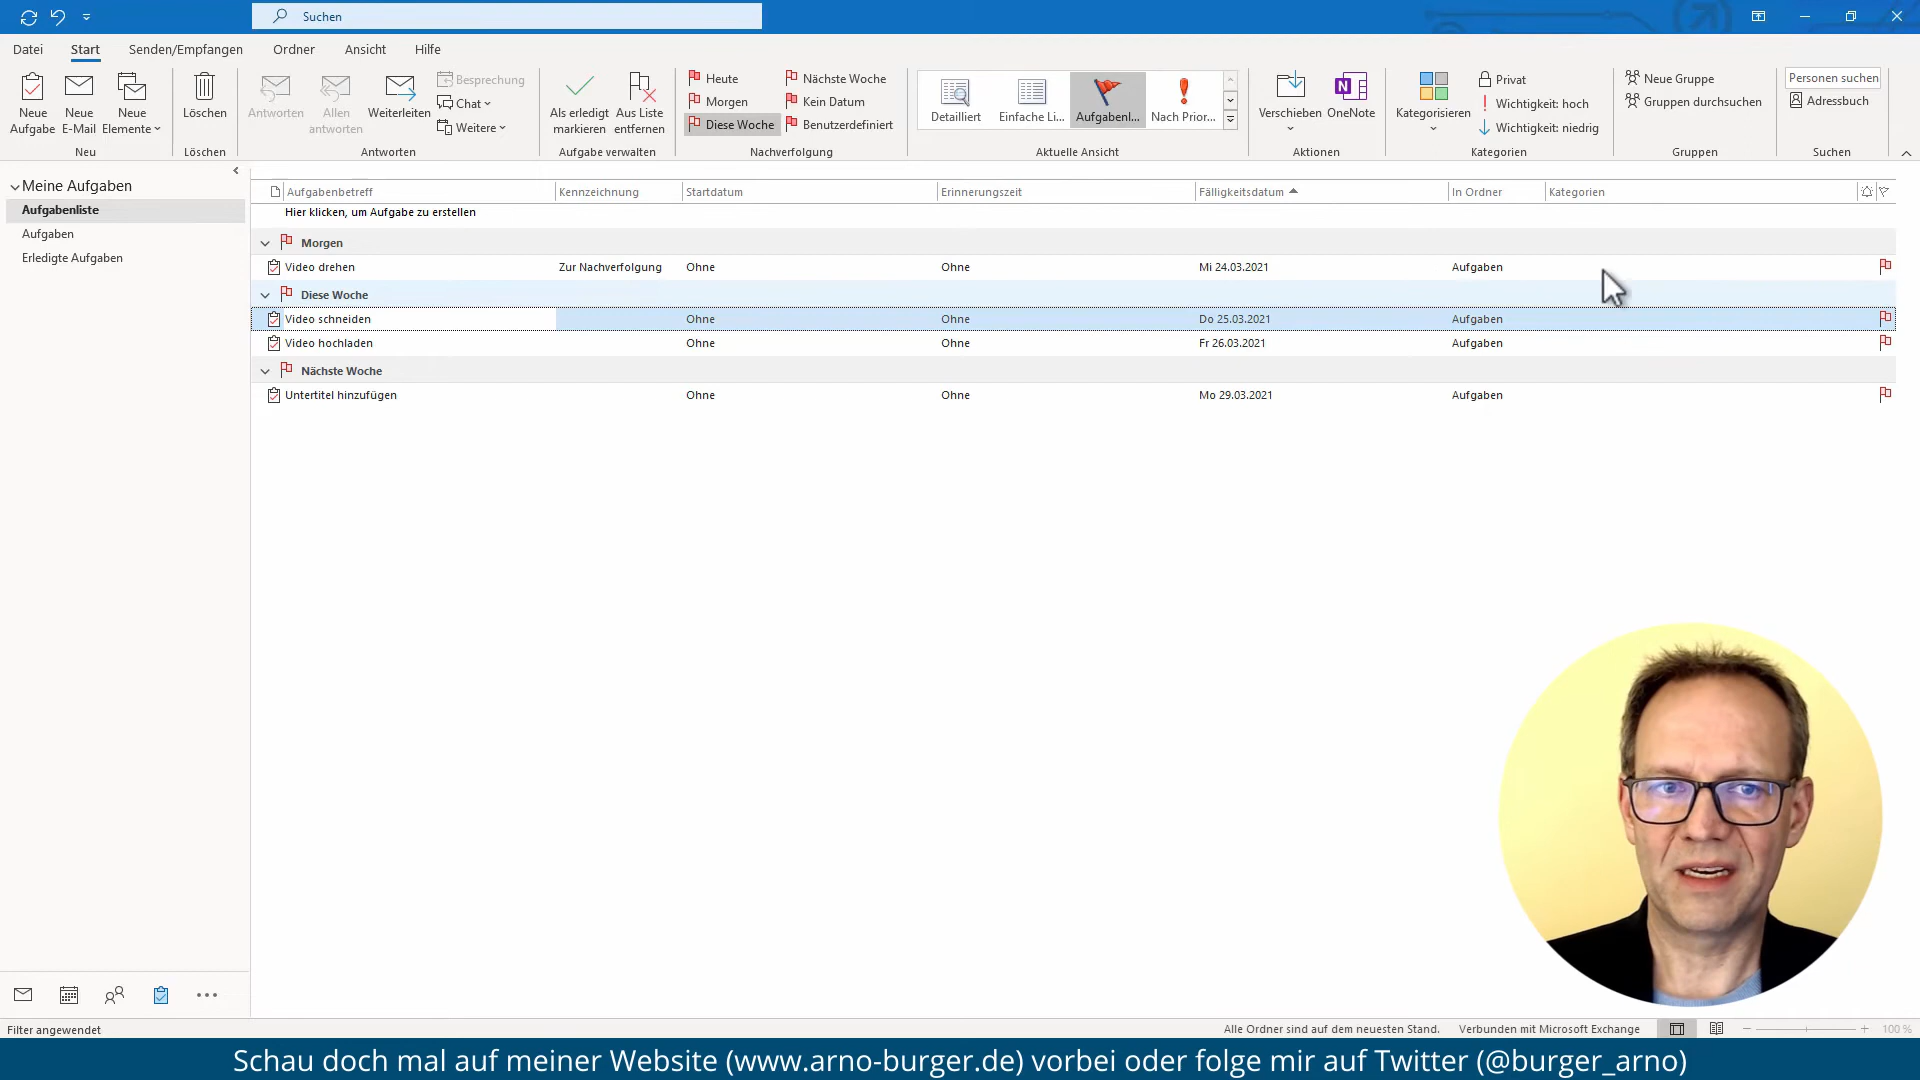 Suchen
Datei Start Senden/Empfangen Ordner Ansicht Hilfe
Neue Aufgabe
Neue E-Mail
Neue Elemente
Neu
Löschen
Löschen
Antworten
Allen antworten
Weiterleiten
Besprechung
Chat
Weitere
Antworten
Als erledigt markieren
Aus Liste entfernen
Aufgabe verwalten
Heute
Morgen
Diese Woche
Nächste Woche
Kein Datum
Benutzerdefiniert
Nachverfolgung
Detailliert
Einfache Li...
Aufgabenl...
Nach Prior...
Aktuelle Ansicht
Verschieben
OneNote
Aktionen
Kategorisieren
Privat
Wichtigkeit: hoch
Wichtigkeit: niedrig
Kategorien
Neue Gruppe
Gruppen durchsuchen
Gruppen
Personen suchen
Adressbuch
Suchen
Meine Aufgaben
Aufgabenliste
Aufgaben
Erledigte Aufgaben
Aufgabenbetreff Kennzeichnung Startdatum Erinnerungszeit Fälligkeitsdatum In Ordner Kategorien
Hier klicken, um Aufgabe zu erstellen
Morgen
Video drehen Zur Nachverfolgung Ohne Ohne Mi 24.03.2021 Aufgaben
Diese Woche
Video schneiden Ohne Ohne Do 25.03.2021 Aufgaben
Video hochladen Ohne Ohne Fr 26.03.2021 Aufgaben
Nächste Woche
Untertitel hinzufügen Ohne Ohne Mo 29.03.2021 Aufgaben
Filter angewendet
Alle Ordner sind auf dem neuesten Stand. Verbunden mit Microsoft Exchange 100 %
Schau doch mal auf meiner Website (www.arno-burger.de) vorbei oder folge mir auf Twitter (@burger_arno)